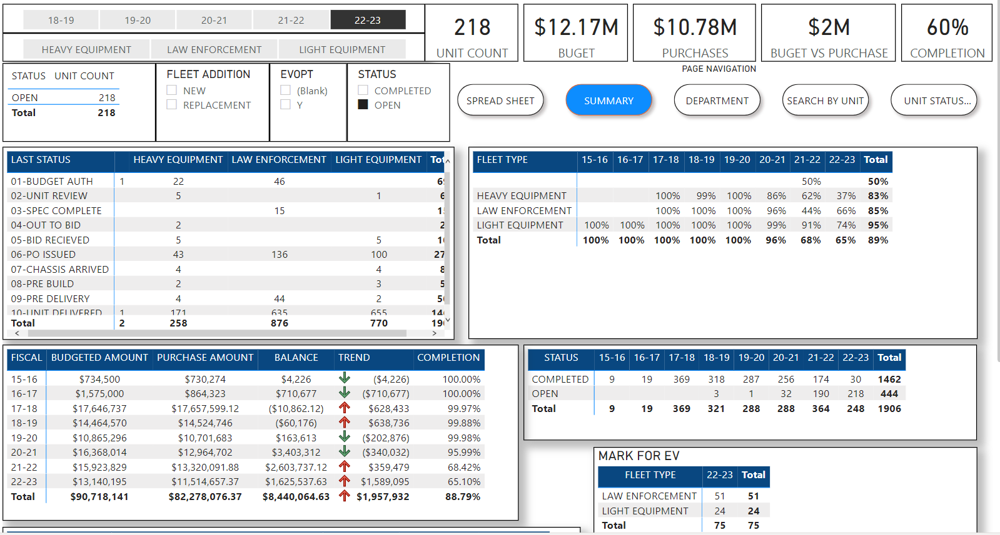 18-19 19-20 20-21 21-22 22-23
HEAVY EQUIPMENT LAW ENFORCEMENT LIGHT EQUIPMENT
218
UNIT COUNT
$12.17M
BUGET
$10.78M
PURCHASES
$2M
BUGET VS PURCHASE
60%
COMPLETION
STATUS UNIT COUNT
OPEN 218
Total 218
FLEET ADDITION
NEW
REPLACEMENT
EVOPT
(Blank)
Y
STATUS
COMPLETED
OPEN
PAGE NAVIGATION
SPREAD SHEET SUMMARY DEPARTMENT SEARCH BY UNIT UNIT STATUS...
LAST STATUS HEAVY EQUIPMENT LAW ENFORCEMENT LIGHT EQUIPMENT
01-BUDGET AUTH 1 22 46
02-UNIT REVIEW 5 1
03-SPEC COMPLETE 15
04-OUT TO BID 2
05-BID RECIEVED 5 5
06-PO ISSUED 43 136 100
07-CHASSIS ARRIVED 4 4
08-PRE BUILD 2 3
09-PRE DELIVERY 4 44 2
10-UNIT DELIVERED 1 171 635 655
Total 2 258 876 770
FLEET TYPE 15-16 16-17 17-18 18-19 19-20 20-21 21-22 22-23 Total
50% 50%
HEAVY EQUIPMENT 100% 99% 100% 86% 62% 37% 83%
LAW ENFORCEMENT 100% 100% 100% 96% 44% 66% 85%
LIGHT EQUIPMENT 100% 100% 100% 100% 100% 99% 91% 74% 95%
Total 100% 100% 100% 100% 100% 96% 68% 65% 89%
FISCAL BUDGETED AMOUNT PURCHASE AMOUNT BALANCE TREND COMPLETION
15-16 $734,500 $730,274 $4,226 ($4,226) 100.00%
16-17 $1,575,000 $864,323 $710,677 ($710,677) 100.00%
17-18 $17,646,737 $17,657,599.12 ($10,862.12) $628,433 99.97%
18-19 $14,464,570 $14,524,746 ($60,176) $638,736 99.88%
19-20 $10,865,296 $10,701,683 $163,613 ($202,876) 99.98%
20-21 $16,368,014 $12,964,702 $3,403,312 ($340,032) 95.99%
21-22 $15,923,829 $13,320,091.88 $2,603,737.12 $359,479 68.42%
22-23 $13,140,195 $11,514,657.37 $1,625,537.63 $1,589,095 65.10%
Total $90,718,141 $82,278,076.37 $8,440,064.63 $1,957,932 88.79%
STATUS 15-16 16-17 17-18 18-19 19-20 20-21 21-22 22-23 Total
COMPLETED 9 19 369 318 287 256 174 30 1462
OPEN 3 1 32 190 218 444
Total 9 19 369 321 288 288 364 248 1906
MARK FOR EV
FLEET TYPE 22-23 Total
LAW ENFORCEMENT 51 51
LIGHT EQUIPMENT 24 24
Total 75 75